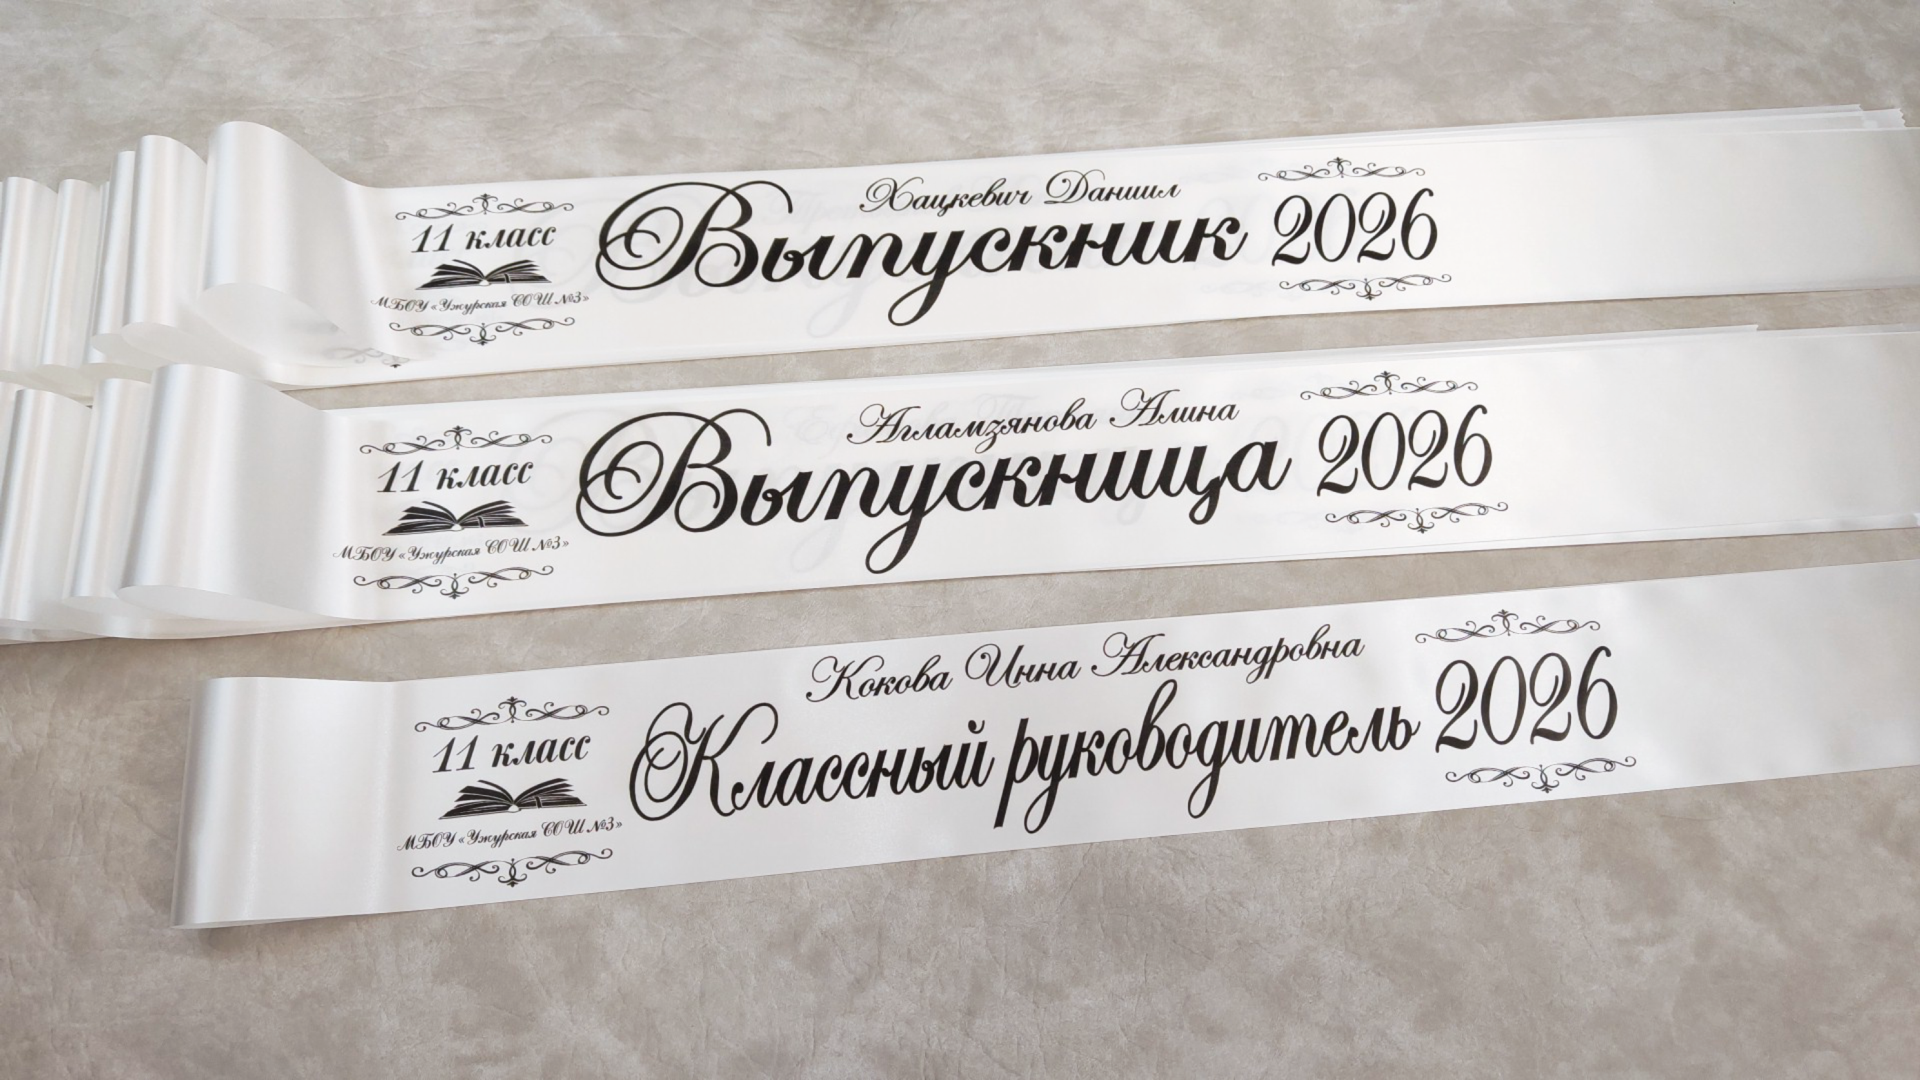 11 класс
МБОУ «Ужурская СОШ №3»
Хацкевич Даниил
Выпускник 2026
11 класс
МБОУ «Ужурская СОШ №3»
Аглямзянова Алина
Выпускница 2026
11 класс
МБОУ «Ужурская СОШ №3»
Кокова Инна Александровна
Классный руководитель 2026